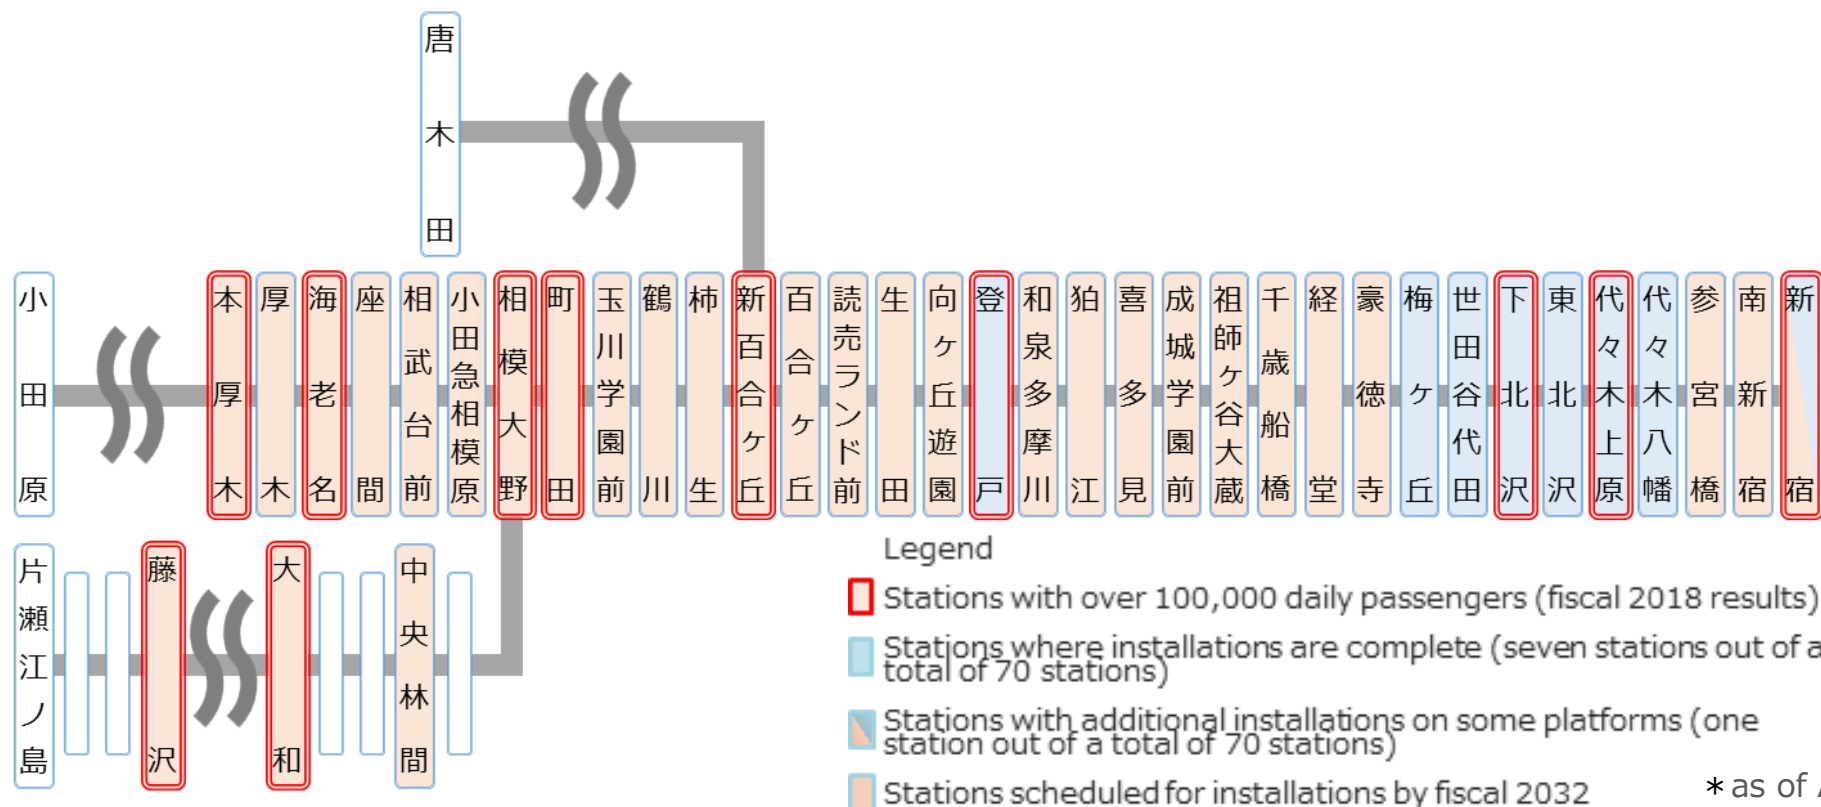 唐木田
小田原
本厚木
厚木
海老名
座間
相武台前
小田急相模原
相模大野
町田
玉川学園前
鶴川
柿生
新百合ヶ丘
百合ヶ丘
読売ランド前
生田
向ヶ丘遊園
登戸
和泉多摩川
狛江
喜多見
成城学園前
祖師ヶ谷大蔵
千歳船橋
経堂
豪徳寺
梅ヶ丘
世田谷代田
下北沢
東北沢
代々木上原
代々木八幡
参宮橋
南新宿
新宿
片瀬江ノ島
藤沢
大和
中央林間
Legend
Stations with over 100,000 daily passengers (fiscal 2018 results)
Stations where installations are complete (seven stations out of a
total of 70 stations)
Stations with additional installations on some platforms (one
station out of a total of 70 stations)
Stations scheduled for installations by fiscal 2032
*as of